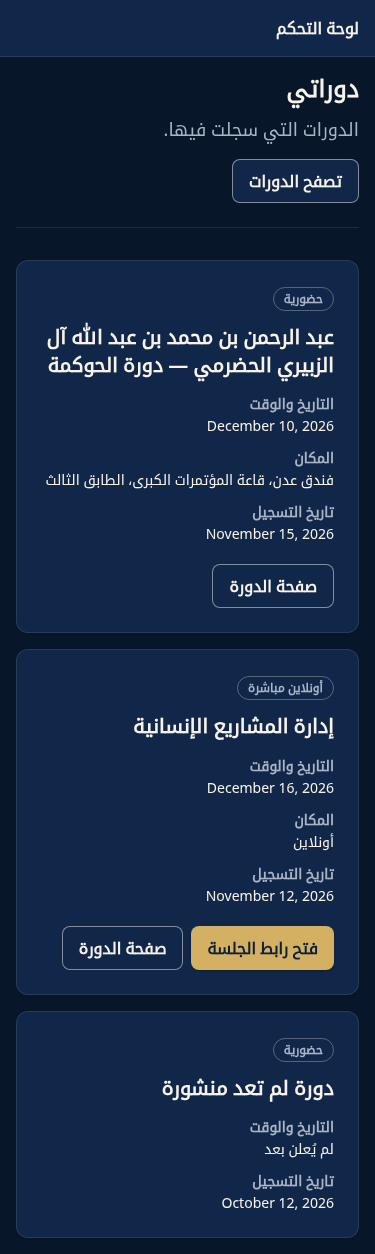 لوحة التحكم
دوراتي
الدورات التي سجلت فيها.
تصفح الدورات
حضورية
عبد الرحمن بن محمد بن عبد الله آل
الزبيري الحضرمي — دورة الحوكمة
التاريخ والوقت
December 10, 2026
المكان
فندق عدن، قاعة المؤتمرات الكبرى، الطابق الثالث
تاريخ التسجيل
November 15, 2026
صفحة الدورة
أونلاين مباشرة
إدارة المشاريع الإنسانية
التاريخ والوقت
December 16, 2026
المكان
أونلاين
تاريخ التسجيل
November 12, 2026
فتح رابط الجلسة صفحة الدورة
حضورية
دورة لم تعد منشورة
التاريخ والوقت
لم يُعلن بعد
تاريخ التسجيل
October 12, 2026